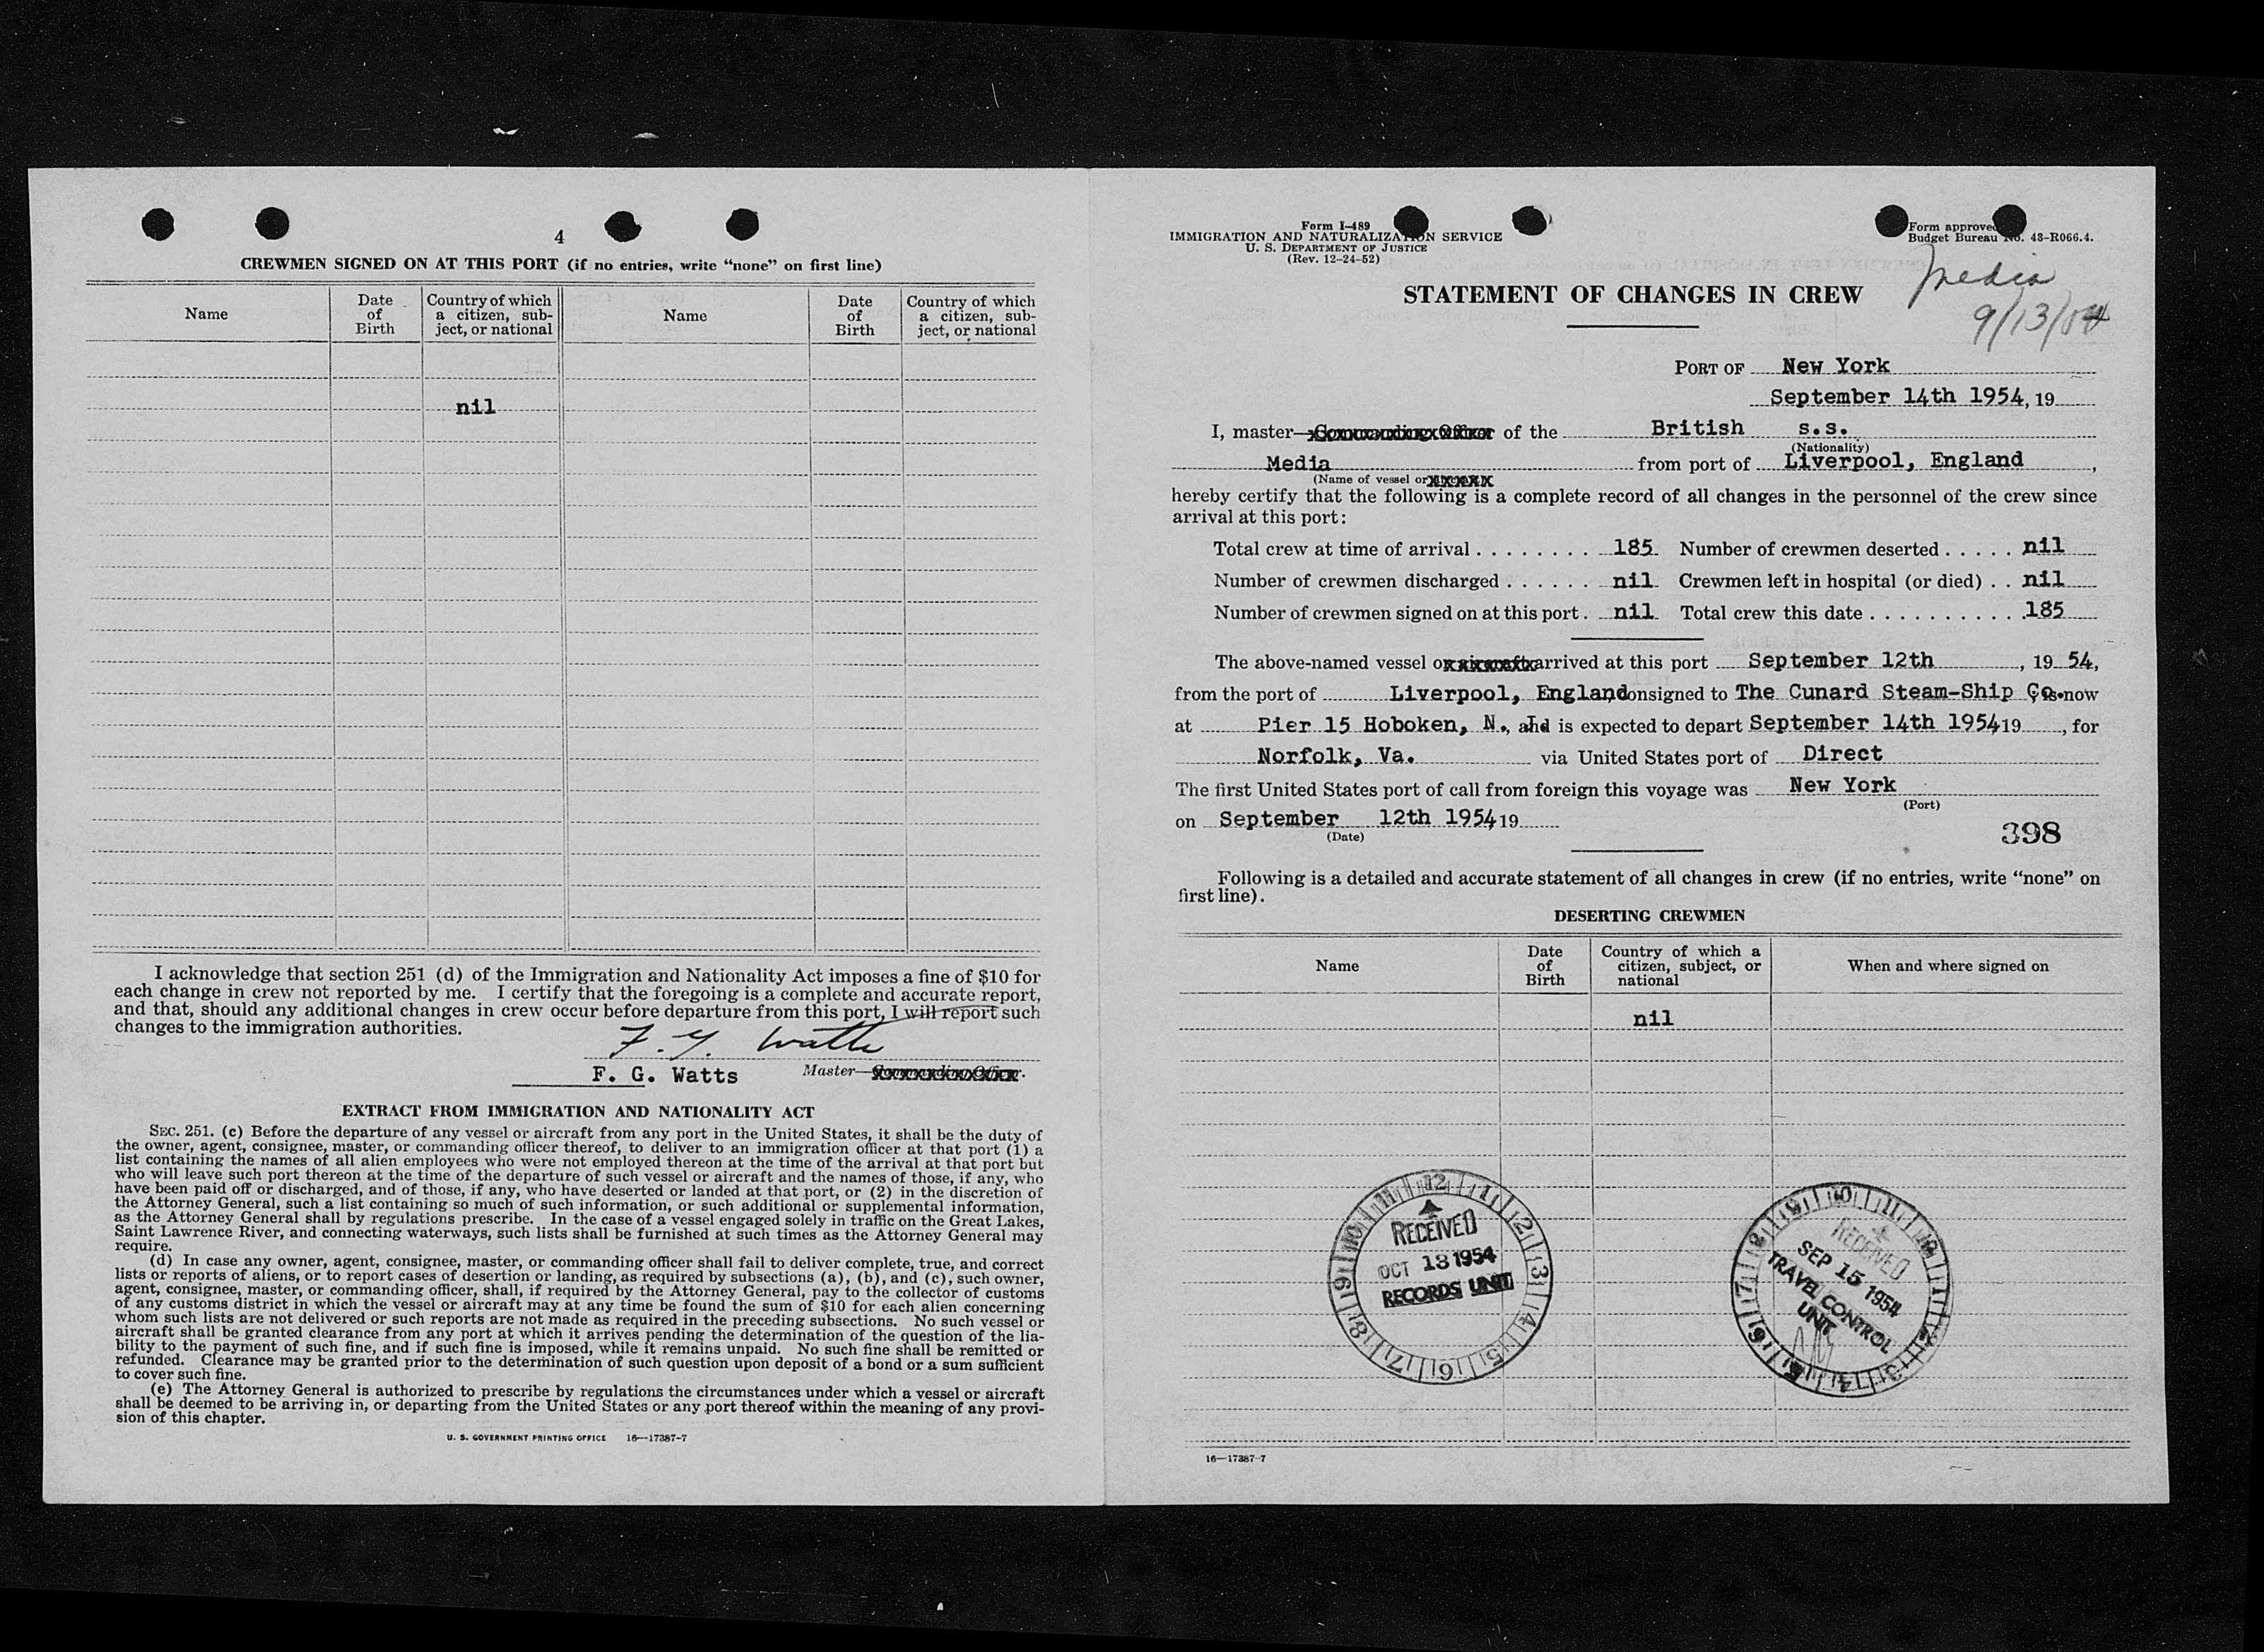 4
CREWMEN SIGNED ON AT THIS PORT (if no entries, write “none” on first line)
Name
Date of Birth
Country of which a citizen, sub-ject, or national
Name
Date of Birth
Country of which a citizen, sub-ject, or national
nil
I acknowledge that section 251 (d) of the Immigration and Nationality Act imposes a fine of $10 for
each change in crew not reported by me. I certify that the foregoing is a complete and accurate report,
and that, should any additional changes in crew occur before departure from this port, I will report such
changes to the immigration authorities.
F. G. Watts
F. G. Watts Master—Commanding Officer.
EXTRACT FROM IMMIGRATION AND NATIONALITY ACT
SEC. 251. (c) Before the departure of any vessel or aircraft from any port in the United States, it shall be the duty of
the owner, agent, consignee, master, or commanding officer thereof, to deliver to an immigration officer at that port (1) a
list containing the names of all alien employees who were not employed thereon at the time of the arrival at that port but
who will leave such port thereon at the time of the departure of such vessel or aircraft and the names of those, if any, who
have been paid off or discharged, and of those, if any, who have deserted or landed at that port, or (2) in the discretion of
the Attorney General, such a list containing so much of such information, or such additional or supplemental information,
as the Attorney General shall by regulations prescribe. In the case of a vessel engaged solely in traffic on the Great Lakes,
Saint Lawrence River, and connecting waterways, such lists shall be furnished at such times as the Attorney General may
require.
(d) In case any owner, agent, consignee, master, or commanding officer shall fail to deliver complete, true, and correct
lists or reports of aliens, or to report cases of desertion or landing, as required by subsections (a), (b), and (c), such owner,
agent, consignee, master, or commanding officer, shall, if required by the Attorney General, pay to the collector of customs
of any customs district in which the vessel or aircraft may at any time be found the sum of $10 for each alien concerning
whom such lists are not delivered or such reports are not made as required in the preceding subsections. No such vessel or
aircraft shall be granted clearance from any port at which it arrives pending the determination of the question of the lia-
bility to the payment of such fine, and if such fine is imposed, while it remains unpaid. No such fine shall be remitted or
refunded. Clearance may be granted prior to the determination of such question upon deposit of a bond or a sum sufficient
to cover such fine.
(e) The Attorney General is authorized to prescribe by regulations the circumstances under which a vessel or aircraft
shall be deemed to be arriving in, or departing from the United States or any port thereof within the meaning of any provi-
sion of this chapter.
U. S. GOVERNMENT PRINTING OFFICE 16—17387-7
Form I-489
IMMIGRATION AND NATURALIZATION SERVICE
U. S. DEPARTMENT OF JUSTICE
(Rev. 12-24-52)
Form approved
Budget Bureau No. 43-R066.4.
Media
9/13/54
STATEMENT OF CHANGES IN CREW
PORT OF New York
September 14th 1954, 19
I, master—Commanding Officer of the British s.s.
(Nationality)
Media from port of Liverpool, England,
(Name of vessel or
hereby certify that the following is a complete record of all changes in the personnel of the crew since
arrival at this port:
Total crew at time of arrival . . . . . . . . 185 Number of crewmen deserted . . . . . nil
Number of crewmen discharged . . . . . . nil Crewmen left in hospital (or died) . . nil
Number of crewmen signed on at this port . nil Total crew this date . . . . . . . . . . . 185
The above-named vessel or aircraft arrived at this port September 12th, 19 54,
from the port of Liverpool, England consigned to The Cunard Steam-Ship Co., is now
at Pier 15 Hoboken, N. J., and is expected to depart September 14th 1954 19, for
Norfolk, Va. via United States port of Direct
The first United States port of call from foreign this voyage was New York
(Port)
on September 12th 1954, 19
(Date)
398
Following is a detailed and accurate statement of all changes in crew (if no entries, write “none” on
first line).
DESERTING CREWMEN
Name
Date of Birth
Country of which a citizen, subject, or national
When and where signed on
nil
12 1 2 3 4 5 6 7 8 9 10 11
RECEIVED
OCT 13 1954
RECORDS UNIT
RECEIVED
SEP 15 1954
TRAVEL CONTROL
UNIT
16—17387-7